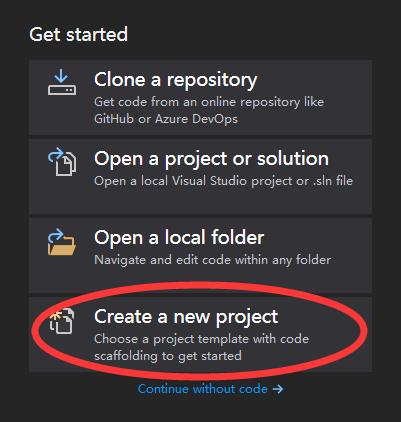 Get started
Clone a repository
Get code from an online repository like
GitHub or Azure DevOps
Open a project or solution
Open a local Visual Studio project or .sln file
Open a local folder
Navigate and edit code within any folder
Create a new project
Choose a project template with code
scaffolding to get started
Continue without code →